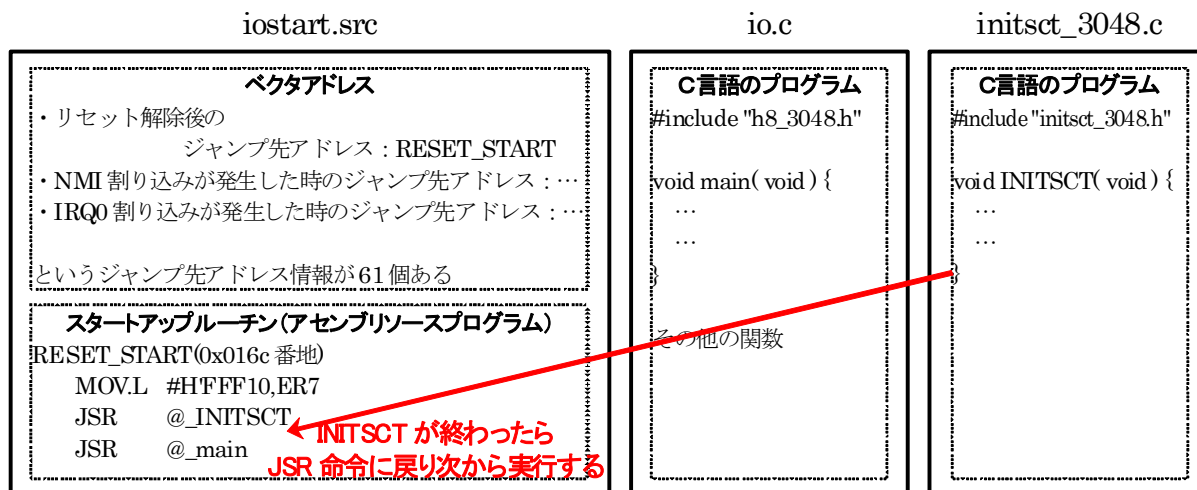 iostart.src
ベクタアドレス
・リセット解除後の
ジャンプ先アドレス：RESET_START
・NMI 割り込みが発生した時のジャンプ先アドレス：…
・IRQ0 割り込みが発生した時のジャンプ先アドレス：…
というジャンプ先アドレス情報が 61 個ある
スタートアップルーチン(アセンブリソースプログラム)
RESET_START(0x016c 番地)
MOV.L #H'FFF10,ER7
JSR @_INITSCT
JSR @_main
INITSCT が終わったら
JSR 命令に戻り次から実行する
io.c
C言語のプログラム
#include "h8_3048.h"
void main( void ) {
…
…
}
その他の関数
initsct_3048.c
C言語のプログラム
#include "initsct_3048.h"
void INITSCT( void ) {
…
…
}